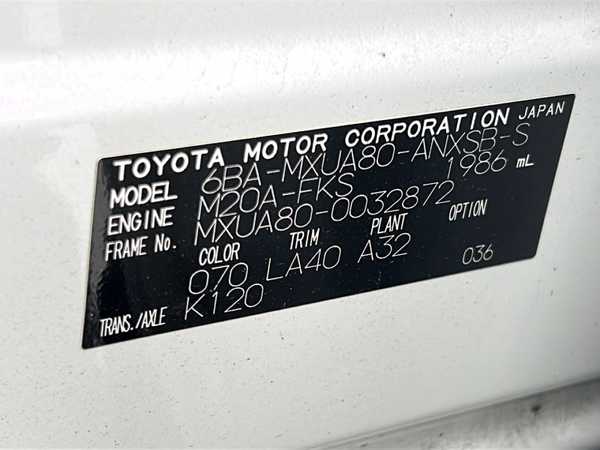 TOYOTA MOTOR CORPORATION JAPAN
MODEL 6BA-MXUA80-ANXSB-S
ENGINE M20A-FKS 1986 mL
FRAME No. MXUA80-0032872
COLOR TRIM PLANT OPTION
070 LA40 A32 036
TRANS./AXLE K120